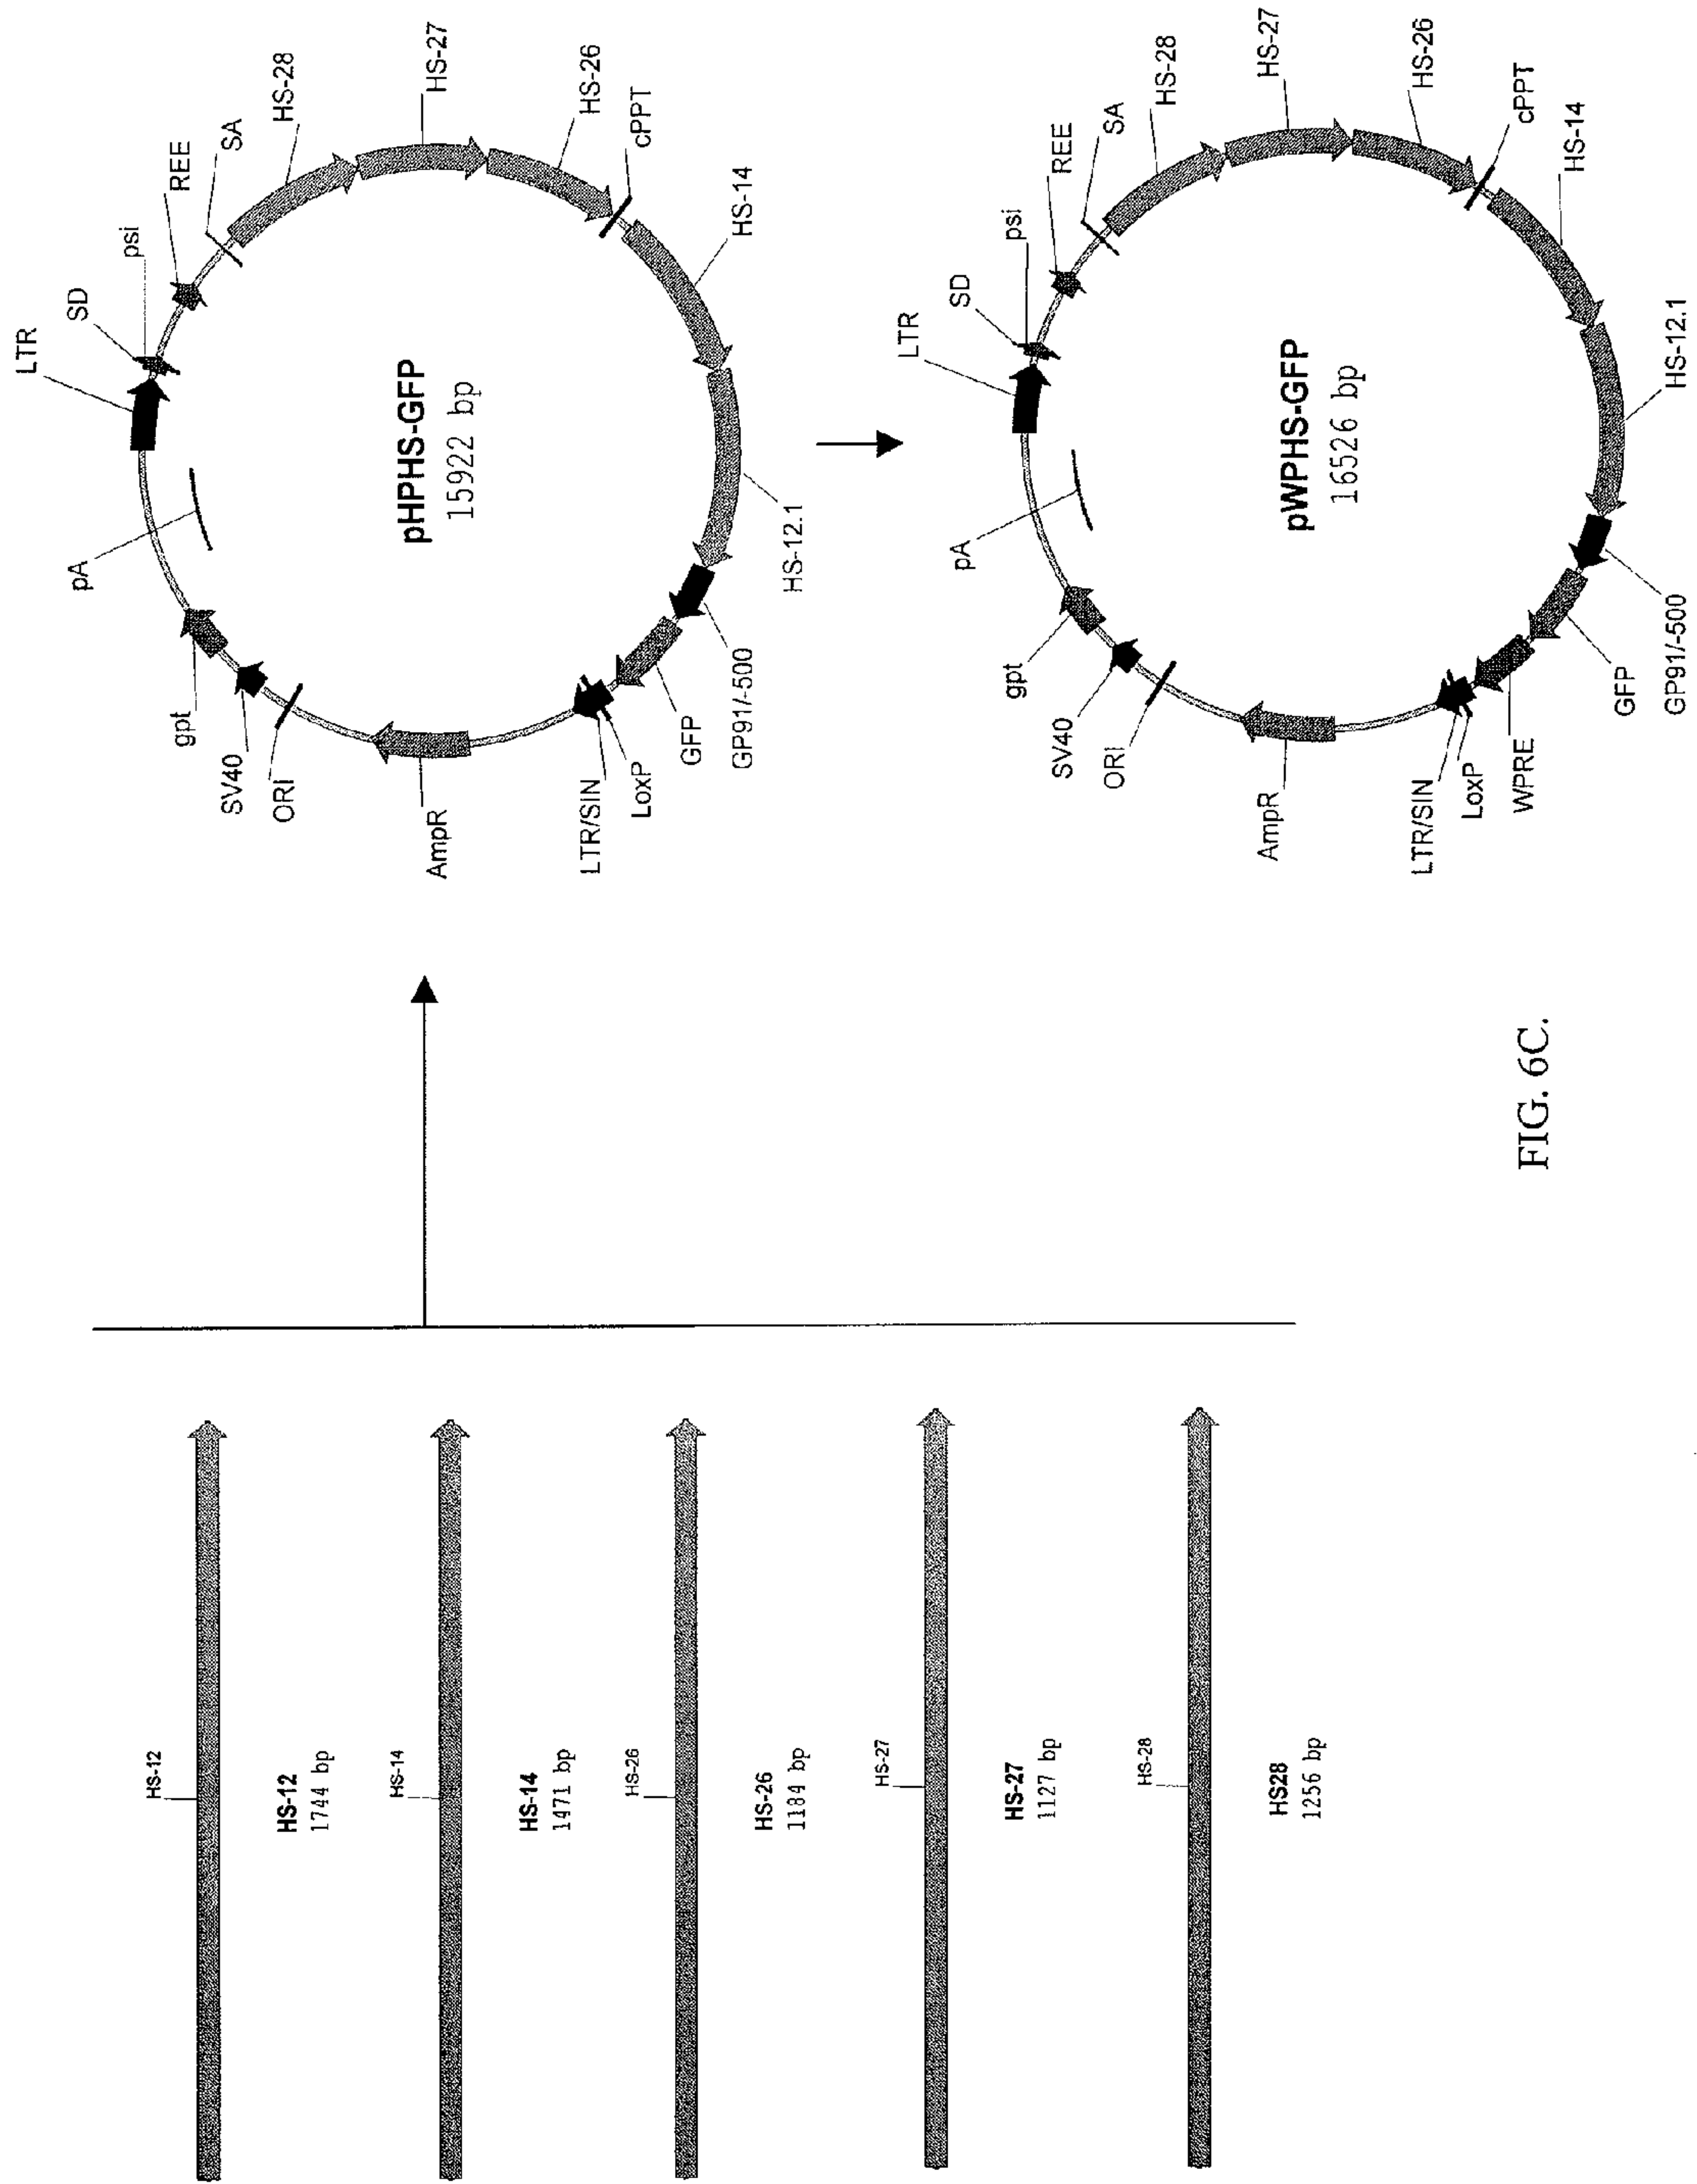 HS-12
HS-12
1744 bp
HS-14
HS-14
1471 bp
HS-26
HS-26
1184 bp
HS-27
HS-27
1127 bp
HS-28
HS28
1256 bp
LTR
SD
psi
REE
SA
HS-28
HS-27
HS-26
cPPT
HS-14
HS-12.1
GP91/-500
GFP
LoxP
LTR/SIN
AmpR
ORI
SV40
gpt
pA
pHPHS-GFP
15922 bp
LTR
SD
psi
REE
SA
HS-28
HS-27
HS-26
cPPT
HS-14
HS-12.1
GP91/-500
GFP
WPRE
LoxP
LTR/SIN
AmpR
ORI
SV40
gpt
pA
pWPHS-GFP
16526 bp
FIG. 6C.